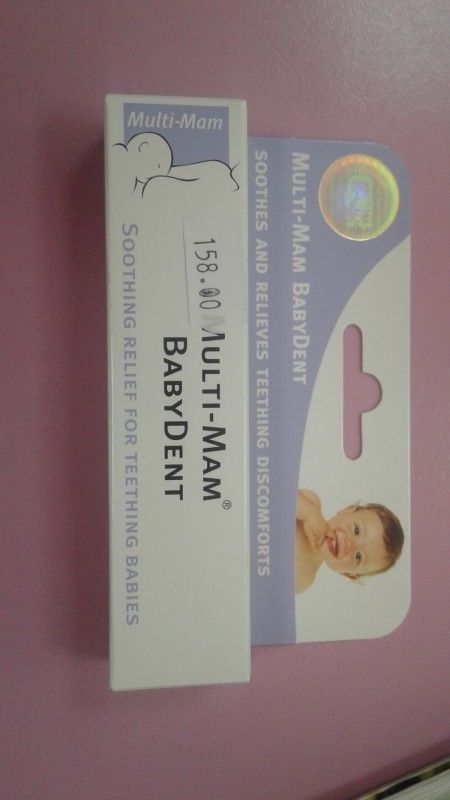 MULTI-MAM BABYDENT
SOOTHES AND RELIEVES TEETHING DISCOMFORTS
Multi-Mam
158.00
MULTI-MAM®
BABYDENT
SOOTHING RELIEF FOR TEETHING BABIES